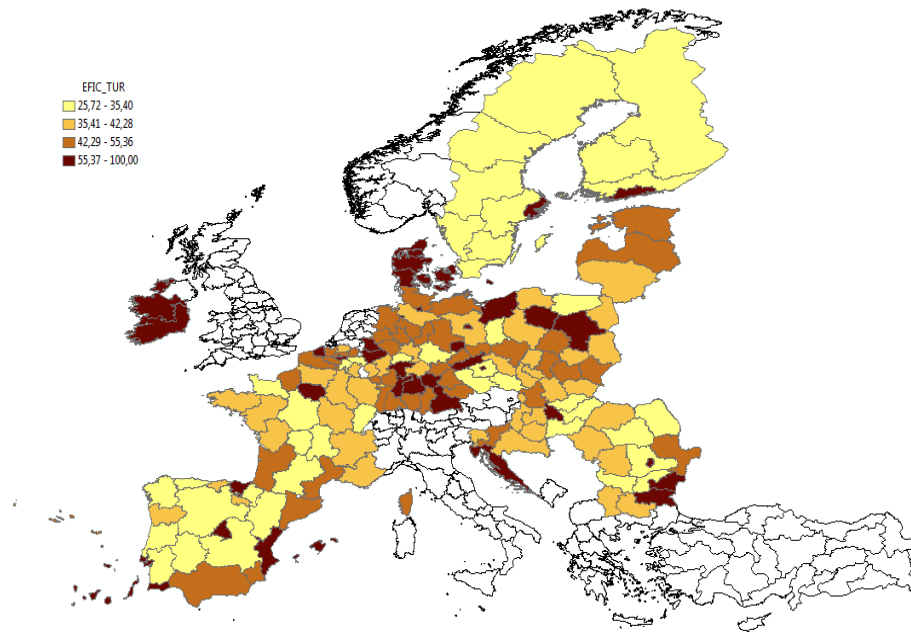 EFIC_TUR
25,72 - 35,40
35,41 - 42,28
42,29 - 55,36
55,37 - 100,00